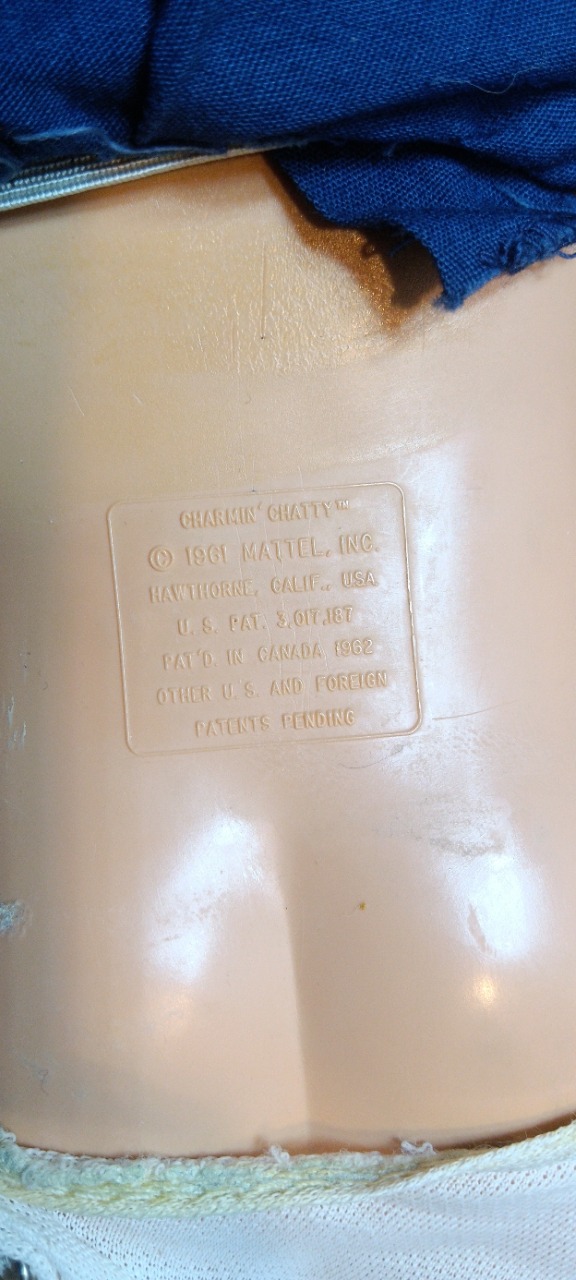 CHARMIN' CHATTY™
© 1961 MATTEL, INC.
HAWTHORNE, CALIF., USA
U. S. PAT. 3,017,187
PAT'D. IN CANADA 1962
OTHER U.S. AND FOREIGN
PATENTS PENDING